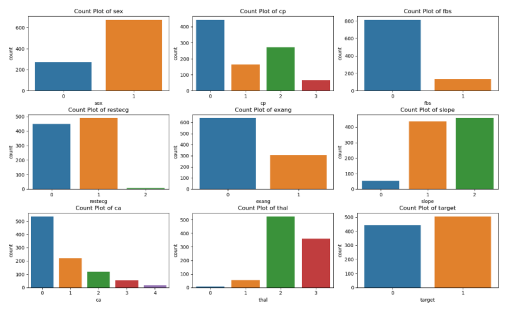 Count Plot of sex
600
400
200
0
count
0
1
sex
Count Plot of cp
400
300
200
100
0
count
0
1
2
3
cp
Count Plot of fbs
800
600
400
200
0
count
0
1
fbs
Count Plot of restecg
500
400
300
200
100
0
count
0
1
2
restecg
Count Plot of exang
600
500
400
300
200
100
0
count
0
1
exang
Count Plot of slope
400
300
200
100
0
count
0
1
2
slope
Count Plot of ca
500
400
300
200
100
0
count
0
1
2
3
4
ca
Count Plot of thal
500
400
300
200
100
0
count
0
1
2
3
thal
Count Plot of target
500
400
300
200
100
0
count
0
1
target